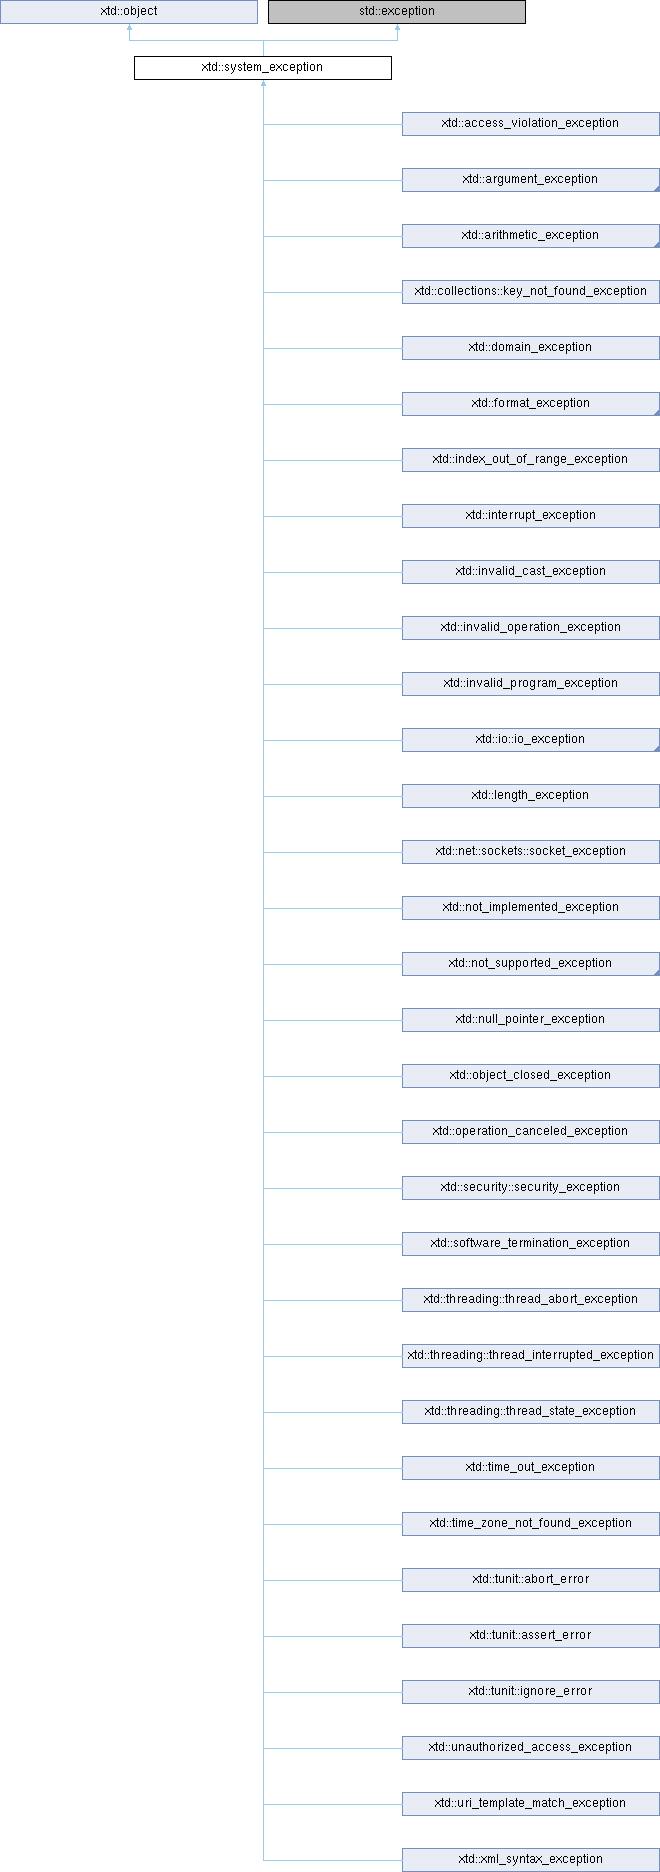 xtd::object
std::exception
xtd::system_exception
xtd::access_violation_exception
xtd::argument_exception
xtd::arithmetic_exception
xtd::collections::key_not_found_exception
xtd::domain_exception
xtd::format_exception
xtd::index_out_of_range_exception
xtd::interrupt_exception
xtd::invalid_cast_exception
xtd::invalid_operation_exception
xtd::invalid_program_exception
xtd::io::io_exception
xtd::length_exception
xtd::net::sockets::socket_exception
xtd::not_implemented_exception
xtd::not_supported_exception
xtd::null_pointer_exception
xtd::object_closed_exception
xtd::operation_canceled_exception
xtd::security::security_exception
xtd::software_termination_exception
xtd::threading::thread_abort_exception
xtd::threading::thread_interrupted_exception
xtd::threading::thread_state_exception
xtd::time_out_exception
xtd::time_zone_not_found_exception
xtd::tunit::abort_error
xtd::tunit::assert_error
xtd::tunit::ignore_error
xtd::unauthorized_access_exception
xtd::uri_template_match_exception
xtd::xml_syntax_exception